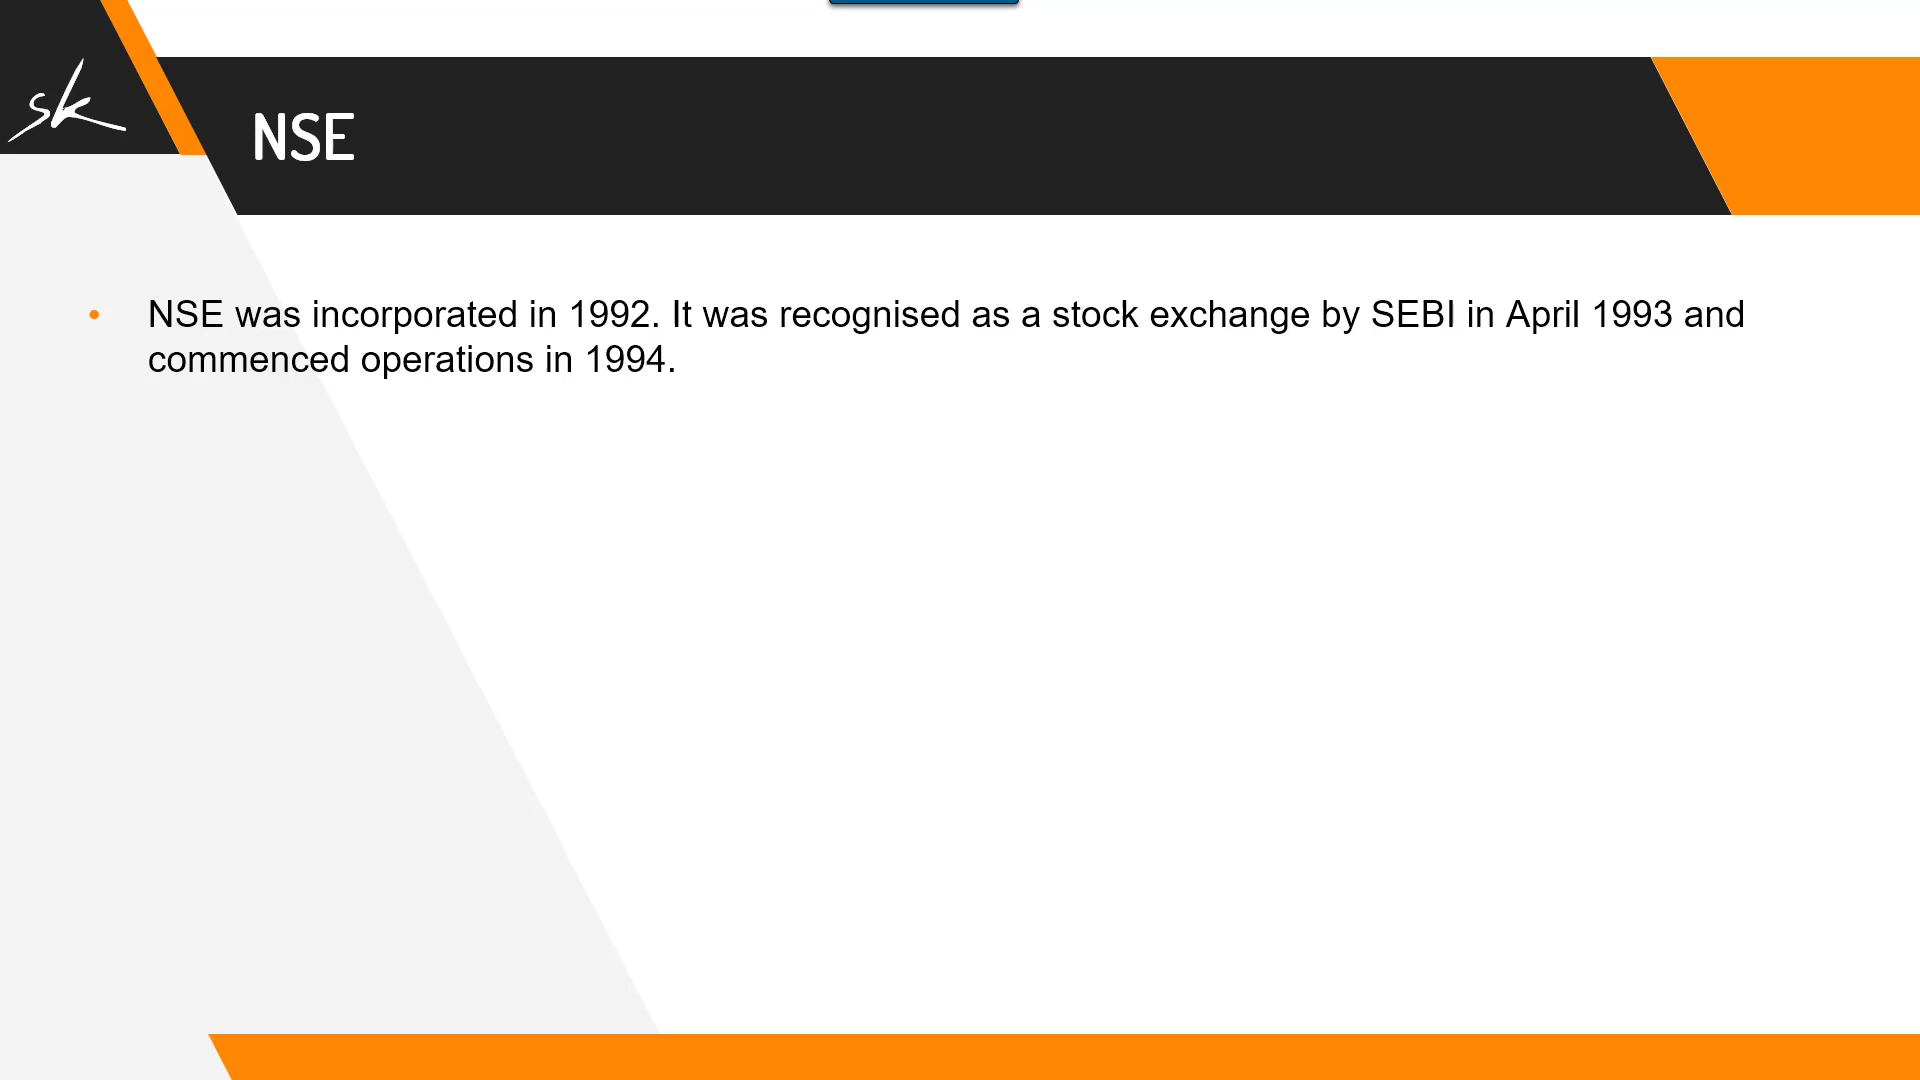 sk
NSE
• NSE was incorporated in 1992. It was recognised as a stock exchange by SEBI in April 1993 and
commenced operations in 1994.